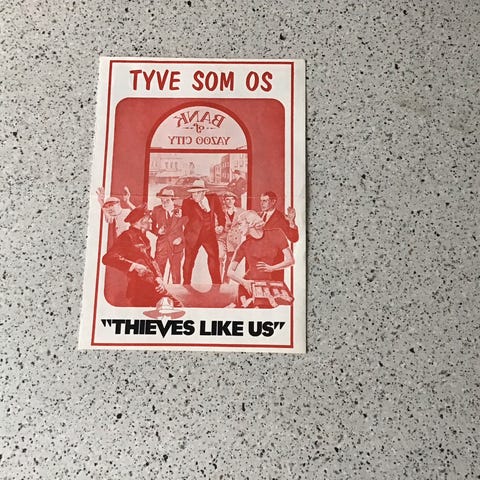 TYVE SOM OS
BANK
of
YAZOO CITY
"THIEVES LIKE US"